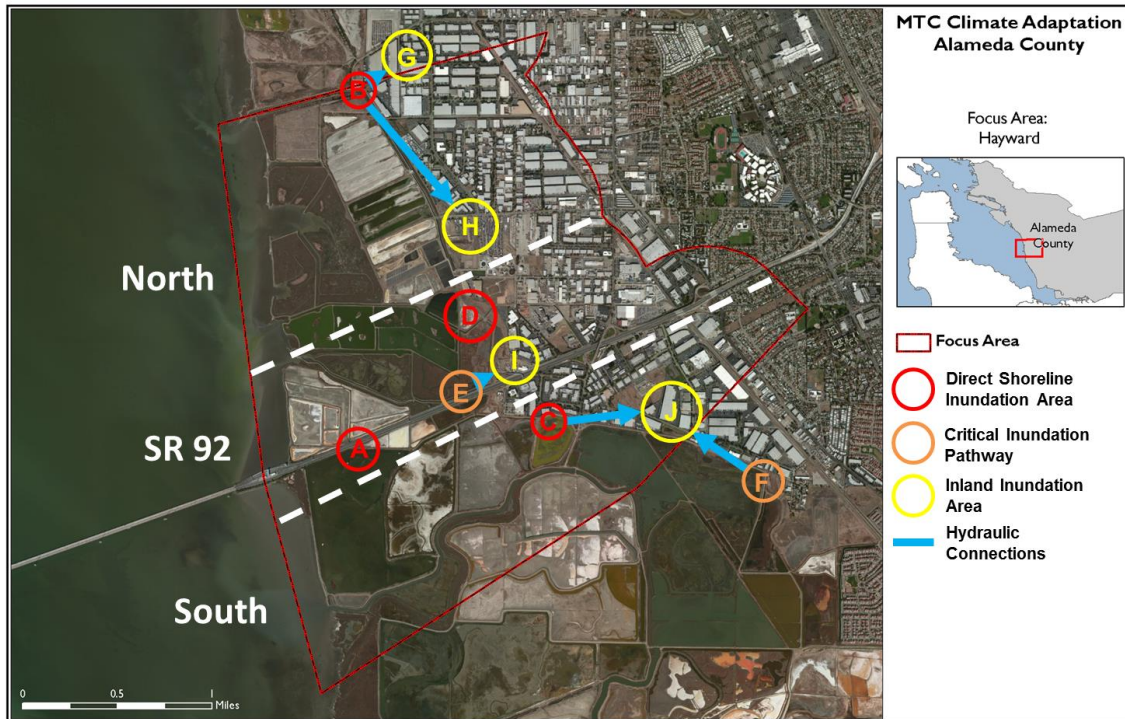 MTC Climate Adaptation
Alameda County
Focus Area:
Hayward
Alameda
County
Focus Area
Direct Shoreline
Inundation Area
Critical Inundation
Pathway
Inland Inundation
Area
Hydraulic
Connections
G
B
H
North
D
I
E
C
J
SR 92
A
F
South
0 0.5 1
Miles